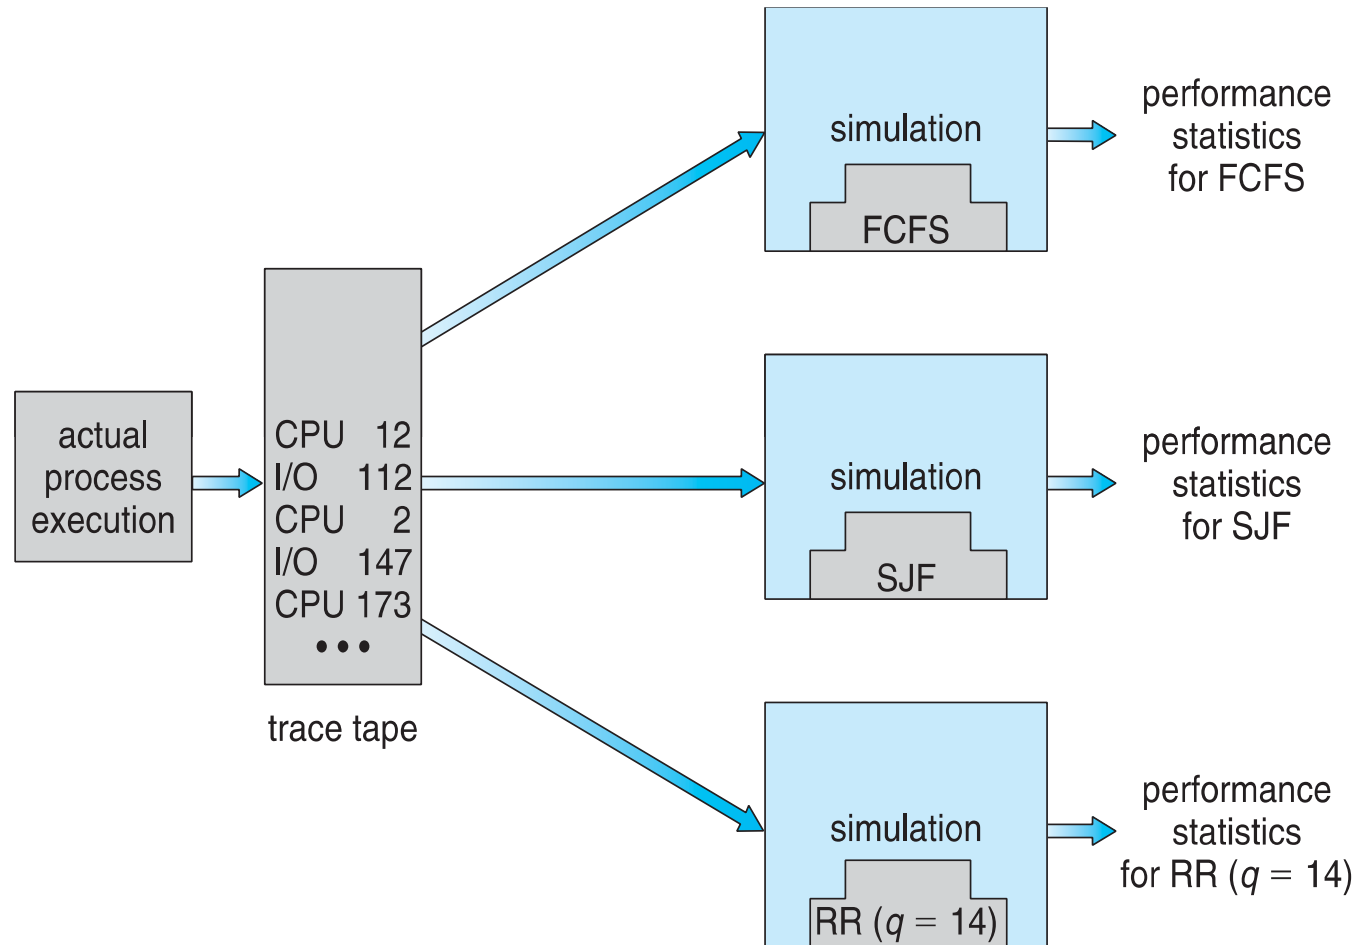 actual
process
execution
CPU 12
I/O 112
CPU 2
I/O 147
CPU 173
•••
trace tape
simulation
FCFS
performance
statistics
for FCFS
simulation
SJF
performance
statistics
for SJF
simulation
RR (q = 14)
performance
statistics
for RR (q = 14)